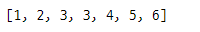 [1, 2, 3, 3, 4, 5, 6]